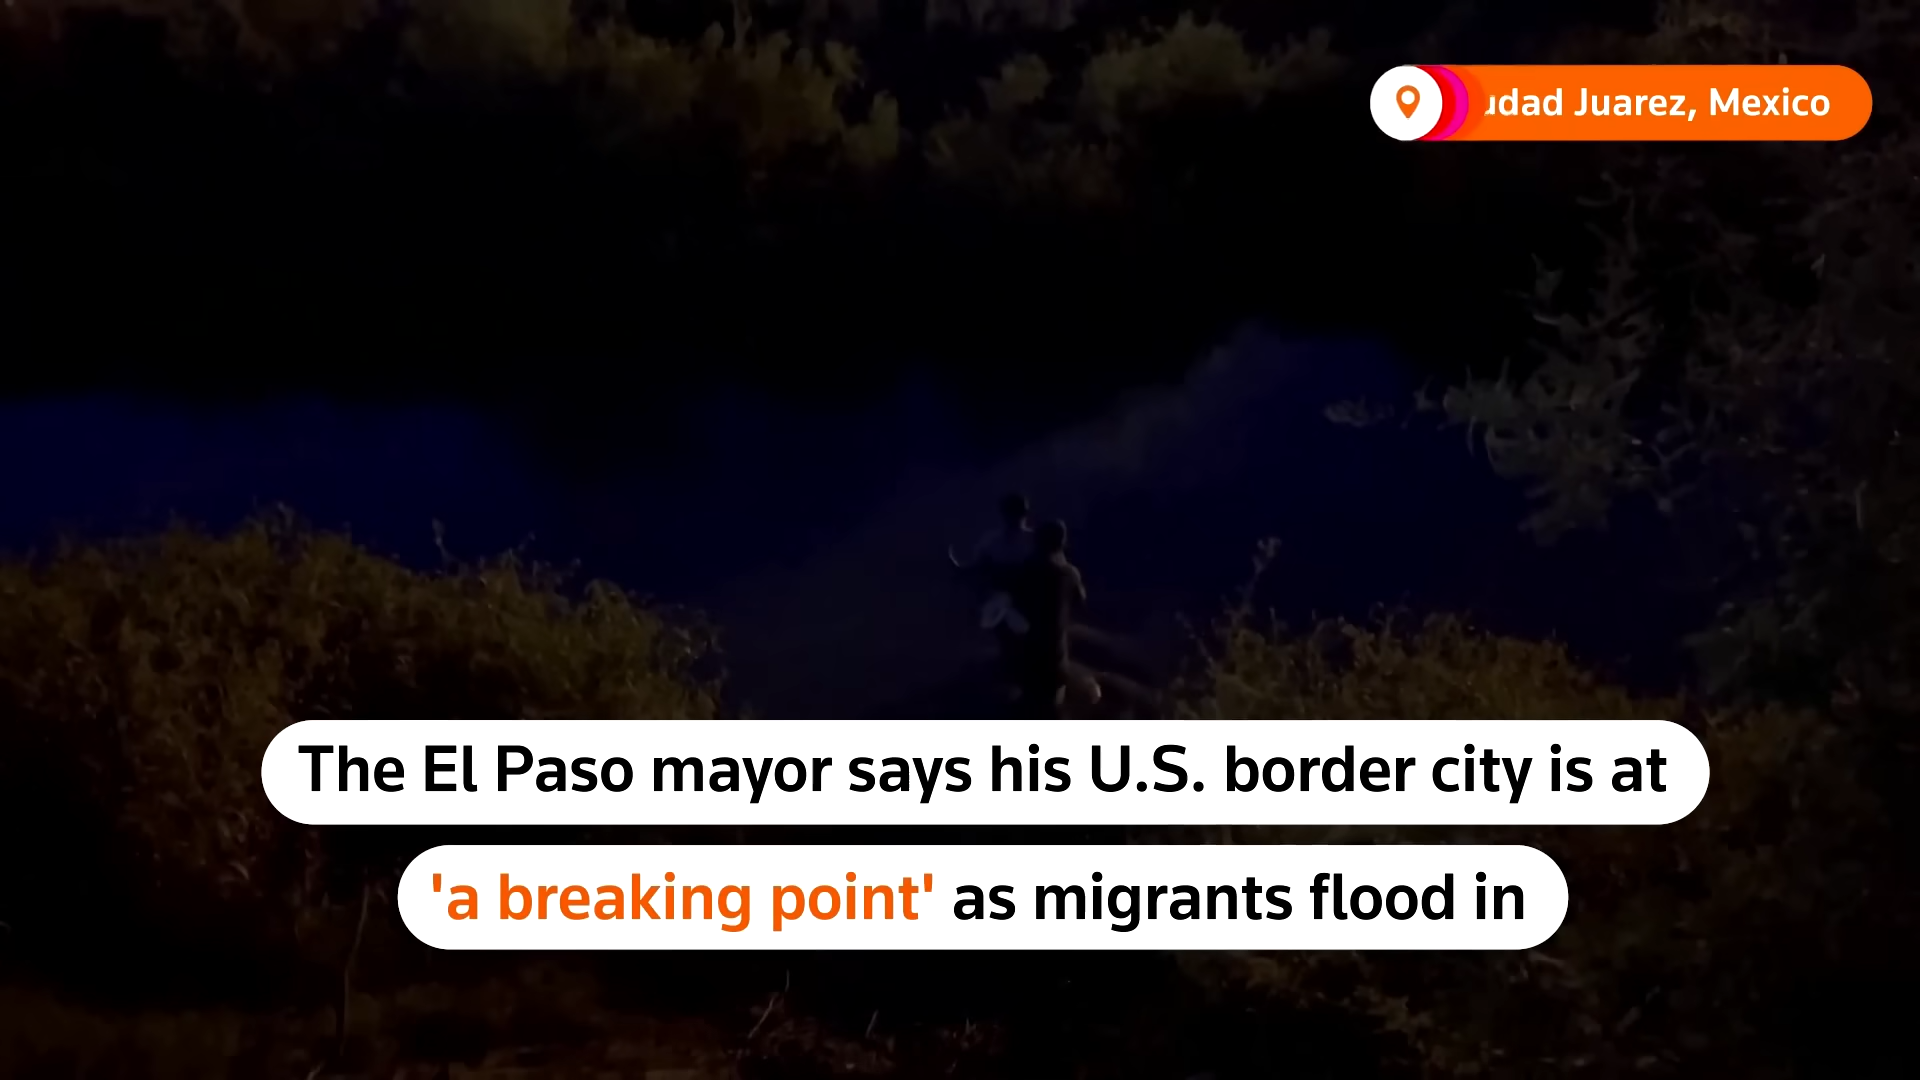 udad Juarez, Mexico
The El Paso mayor says his U.S. border city is at
'a breaking point' as migrants flood in